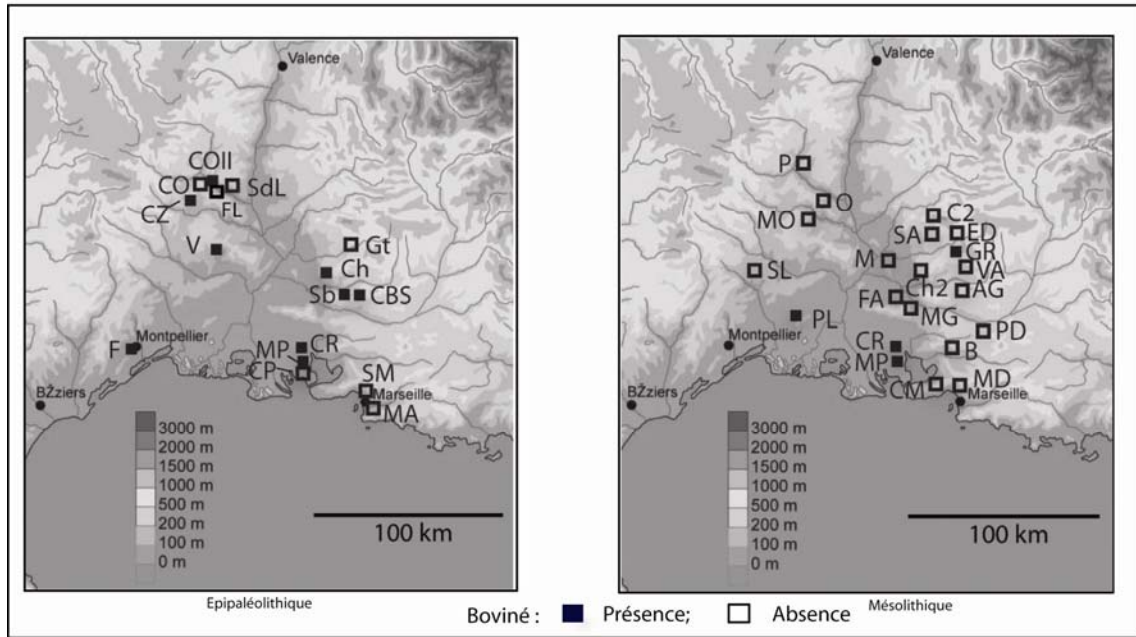 Valence
COII
CO
SdL
CZ
FL
V
Gt
Ch
Sb
CBS
F
Montpellier
MP
CR
CP
SM
Marseille
MA
BŽziers
3000 m
2000 m
1500 m
1000 m
500 m
200 m
100 m
0 m
100 km
Epipaléolithique
Valence
P
O
MO
C2
SA
ED
GR
M
VA
SL
Ch2
AG
FA
MG
PL
PD
Montpellier
CR
B
MP
CM
MD
Marseille
BŽziers
3000 m
2000 m
1500 m
1000 m
500 m
200 m
100 m
0 m
100 km
Mésolithique
Boviné : Présence; Absence